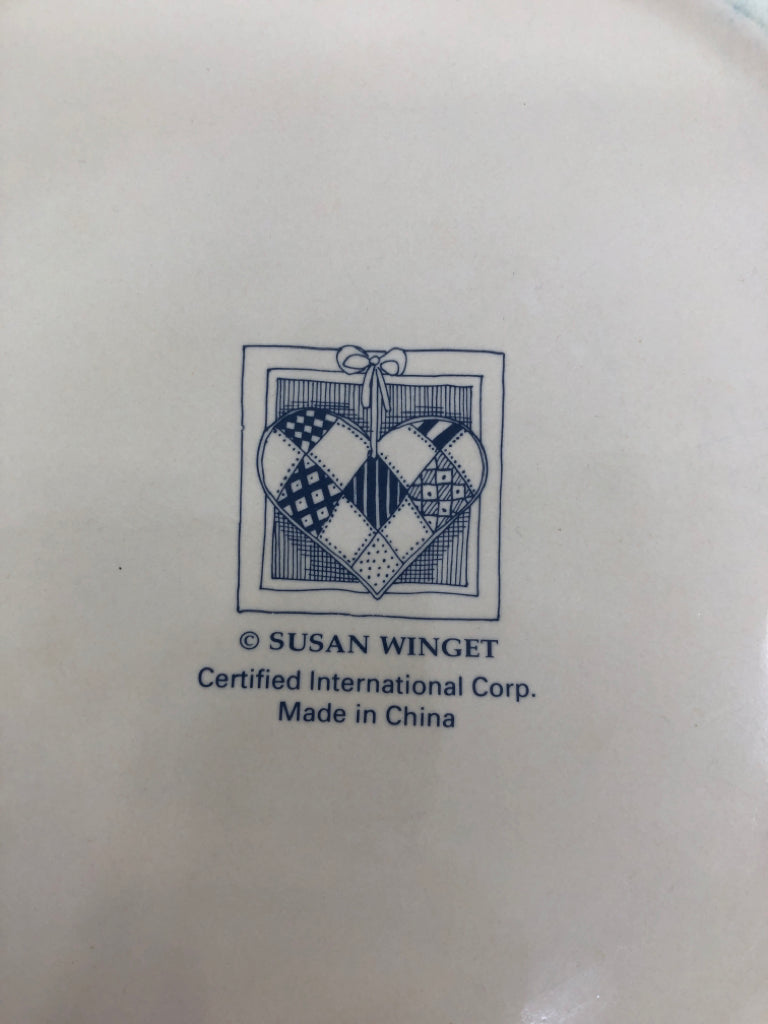 © SUSAN WINGET
Certified International Corp.
Made in China